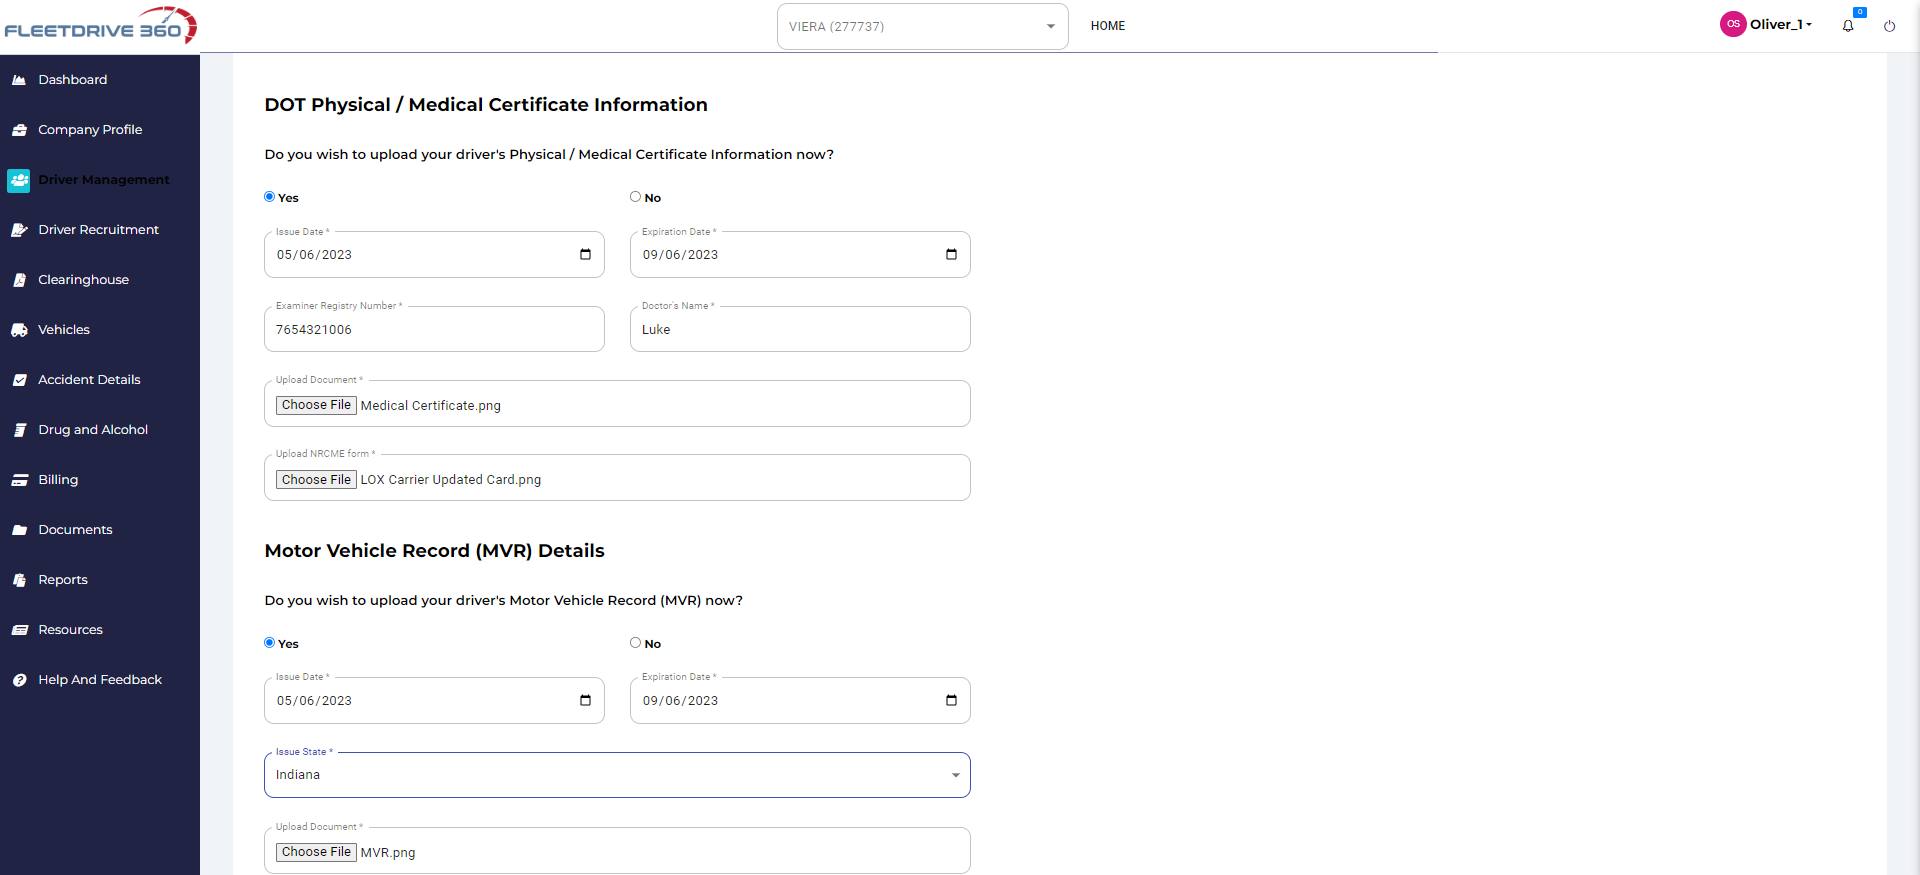 FLEETDRIVE 360
VIERA (277737)
HOME
OS
Oliver_1
0
Dashboard
Company Profile
Driver Management
Driver Recruitment
Clearinghouse
Vehicles
Accident Details
Drug and Alcohol
Billing
Documents
Reports
Resources
Help And Feedback
DOT Physical / Medical Certificate Information
Do you wish to upload your driver's Physical / Medical Certificate Information now?
Yes No
Issue Date * Expiration Date *
05/06/2023 09/06/2023
Examiner Registry Number * Doctor's Name *
7654321006 Luke
Upload Document *
Choose File Medical Certificate.png
Upload NRCME form *
Choose File LOX Carrier Updated Card.png
Motor Vehicle Record (MVR) Details
Do you wish to upload your driver's Motor Vehicle Record (MVR) now?
Yes No
Issue Date * Expiration Date *
05/06/2023 09/06/2023
Issue State *
Indiana
Upload Document *
Choose File MVR.png